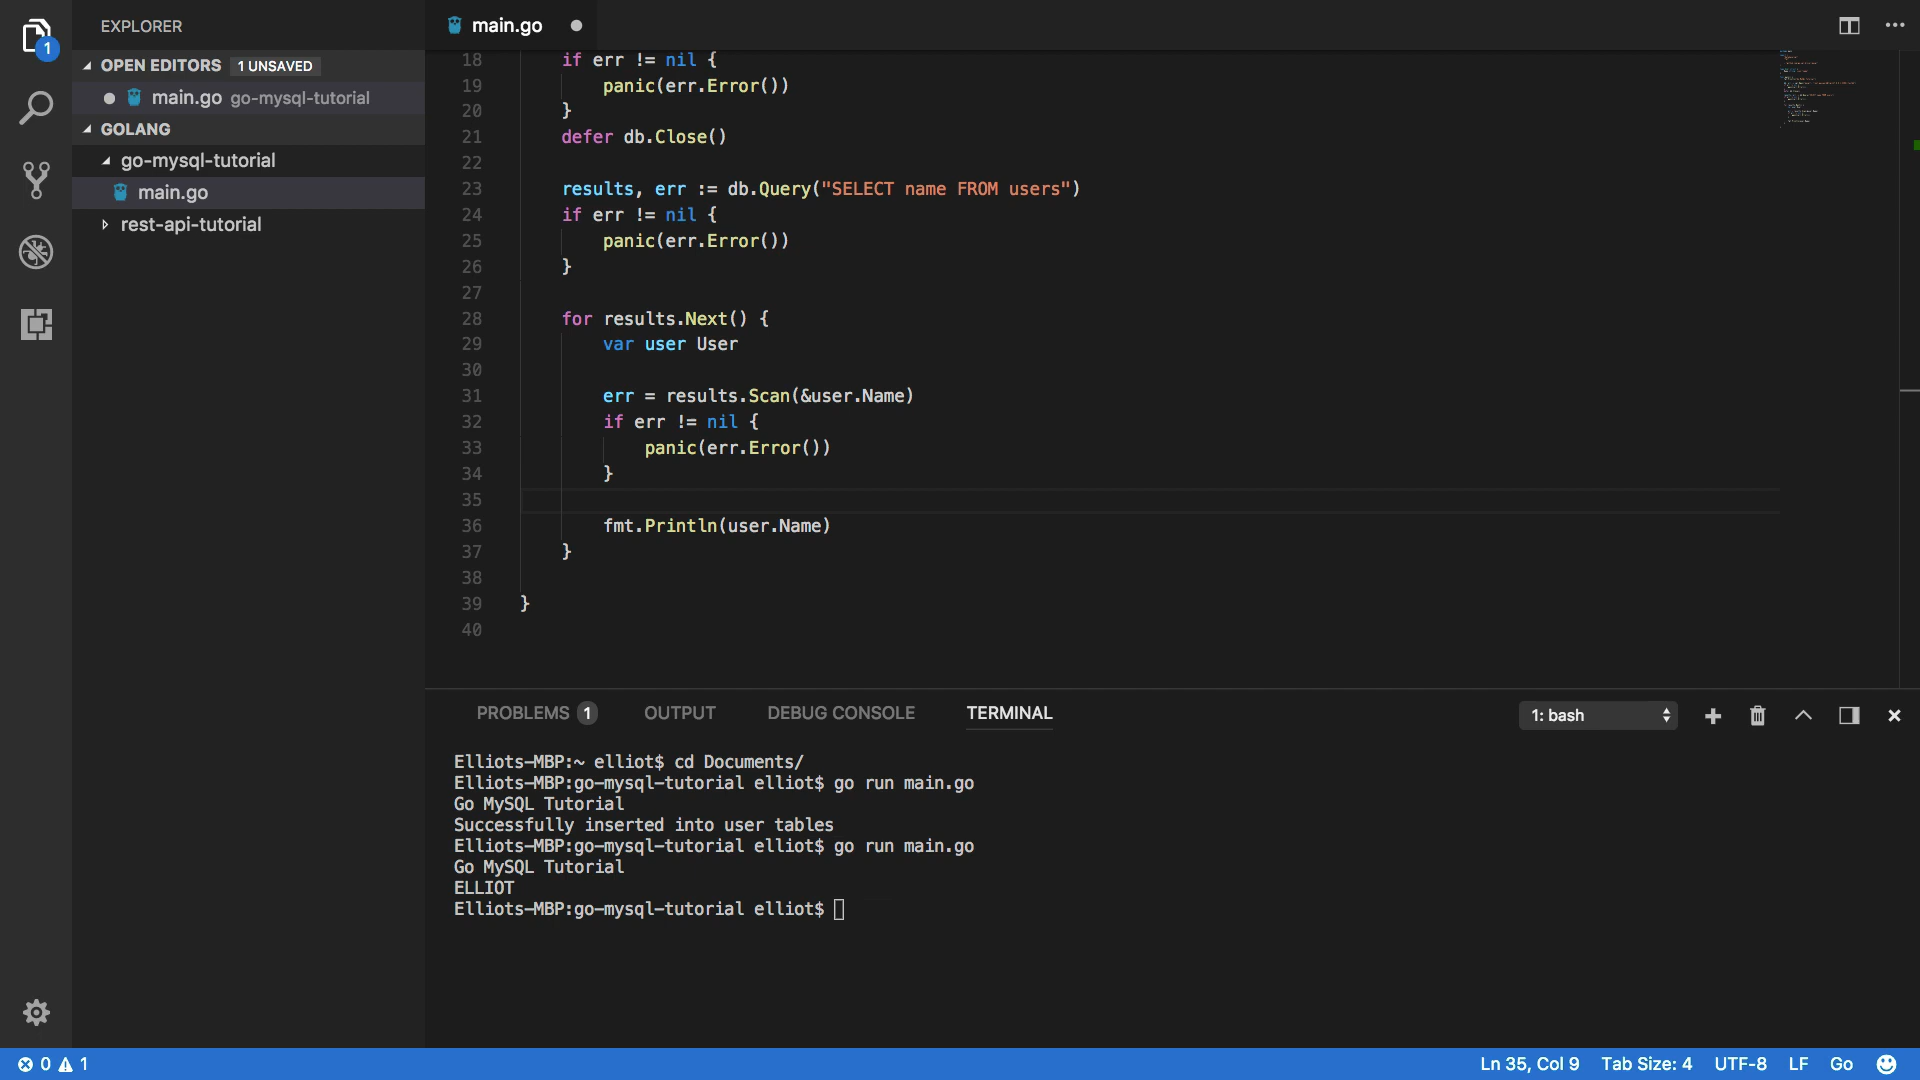 1
EXPLORER
OPEN EDITORS 1 UNSAVED
main.go go-mysql-tutorial
GOLANG
go-mysql-tutorial
main.go
rest-api-tutorial
main.go
18 if err != nil {
19 panic(err.Error())
20 }
21 defer db.Close()
22
23 results, err := db.Query("SELECT name FROM users")
24 if err != nil {
25 panic(err.Error())
26 }
27
28 for results.Next() {
29 var user User
30
31 err = results.Scan(&user.Name)
32 if err != nil {
33 panic(err.Error())
34 }
35
36 fmt.Println(user.Name)
37 }
38
39 }
40
PROBLEMS 1 OUTPUT DEBUG CONSOLE TERMINAL 1: bash
Elliots-MBP:~ elliot$ cd Documents/
Elliots-MBP:go-mysql-tutorial elliot$ go run main.go
Go MySQL Tutorial
Successfully inserted into user tables
Elliots-MBP:go-mysql-tutorial elliot$ go run main.go
Go MySQL Tutorial
ELLIOT
Elliots-MBP:go-mysql-tutorial elliot$
0 1 Ln 35, Col 9 Tab Size: 4 UTF-8 LF Go